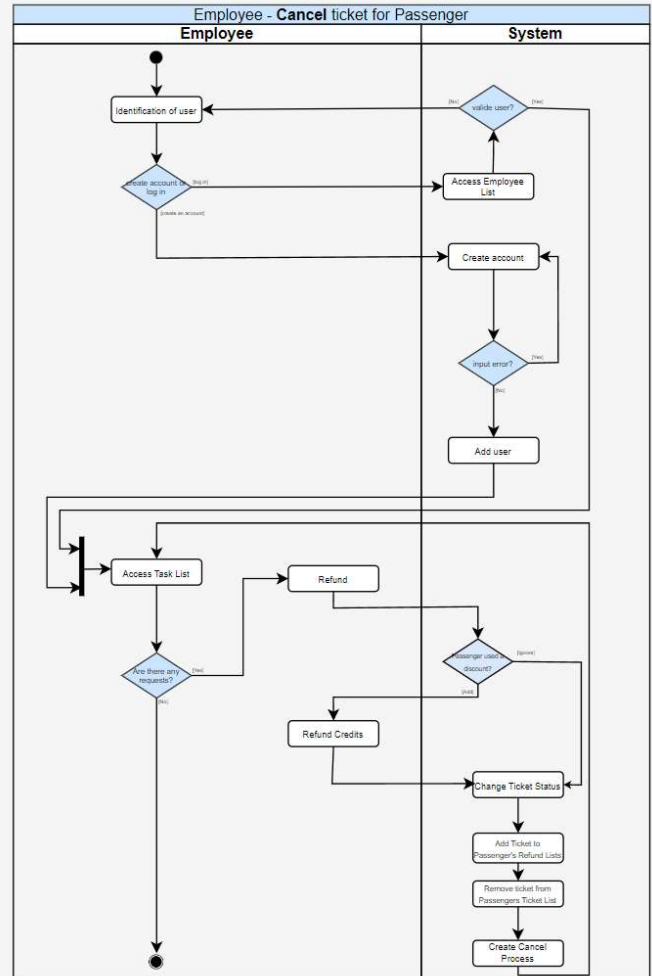 Employee - Cancel ticket for Passenger
Employee
System
Identification of user
valide user?
[No]
[Yes]
create account or
log in
[log in]
[create an account]
Access Employee
List
Create account
input error?
[Yes]
[No]
Add user
Access Task List
Refund
Are there any
requests?
[Yes]
[No]
Passenger used a
discount?
[Ignore]
[Add]
Refund Credits
Change Ticket Status
Add Ticket to
Passenger's Refund Lists
Remove ticket from
Passengers Ticket List
Create Cancel
Process